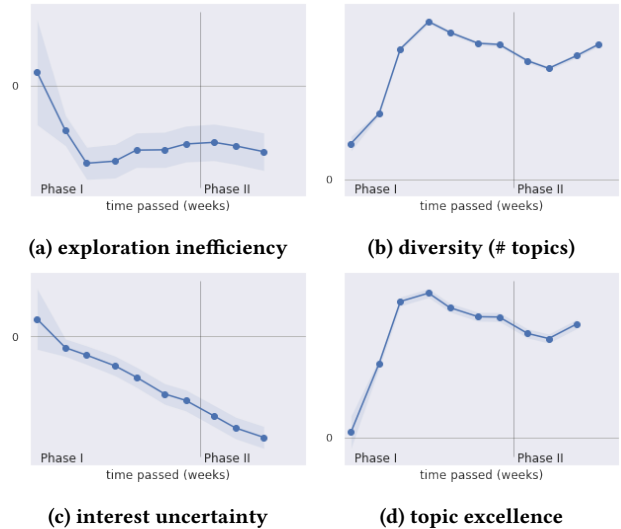 0
Phase I
Phase II
time passed (weeks)
(a) exploration inefficiency
0
Phase I
Phase II
time passed (weeks)
(b) diversity (# topics)
0
Phase I
Phase II
time passed (weeks)
(c) interest uncertainty
0
Phase I
Phase II
time passed (weeks)
(d) topic excellence